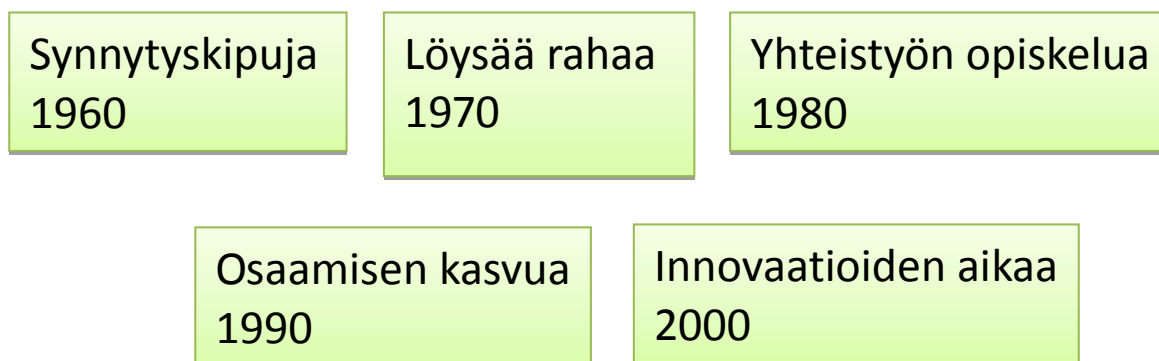 Synnytyskipuja
1960
Löysää rahaa
1970
Yhteistyön opiskelua
1980
Osaamisen kasvua
1990
Innovaatioiden aikaa
2000